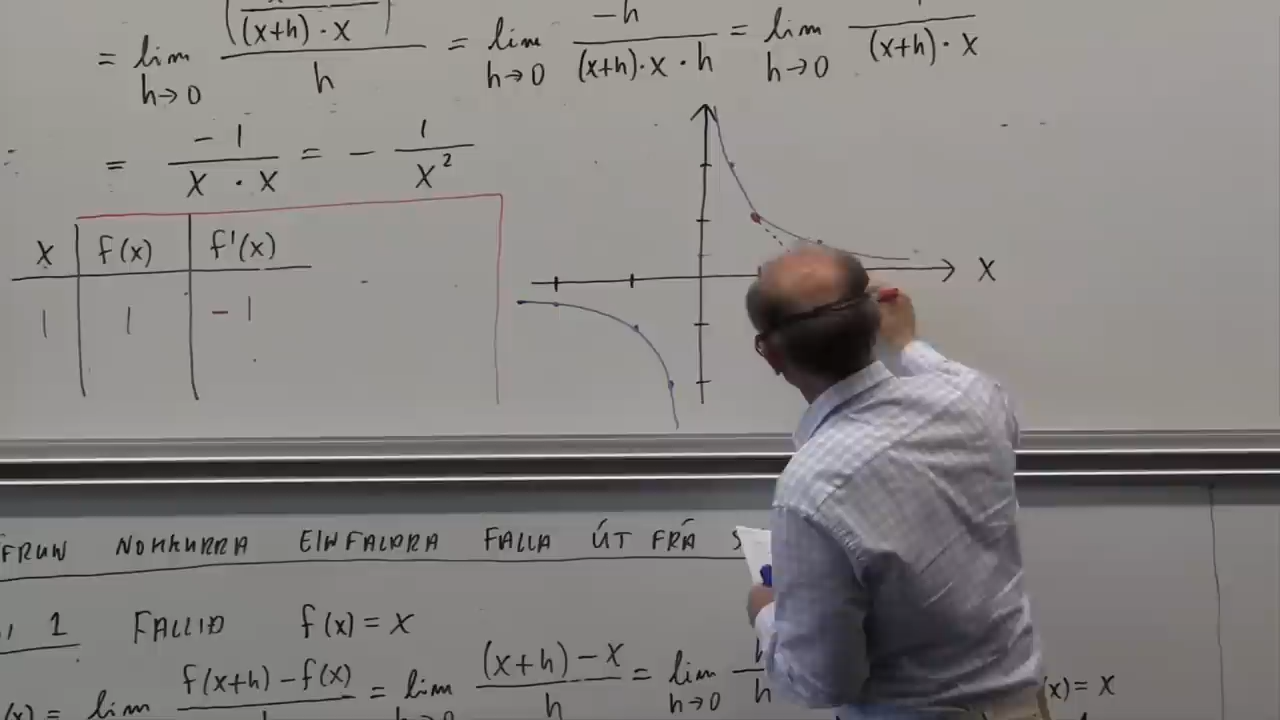 = lim h→0 ((x+h)·x) / h = lim h→0 -h / ((x+h)·x·h) = lim h→0 / ((x+h)·x)
= -1 / (x·x) = - 1 / x²
x f(x) f'(x)
1 1 -1
x
NOKKURRA EINFALDRA FALLA ÚT FRÁ
1 FALLIÐ f(x) = x
(x) = lim (f(x+h)-f(x)) / h = lim h→0 ((x+h)-x) / h = lim h→0 h / h
(x) = x